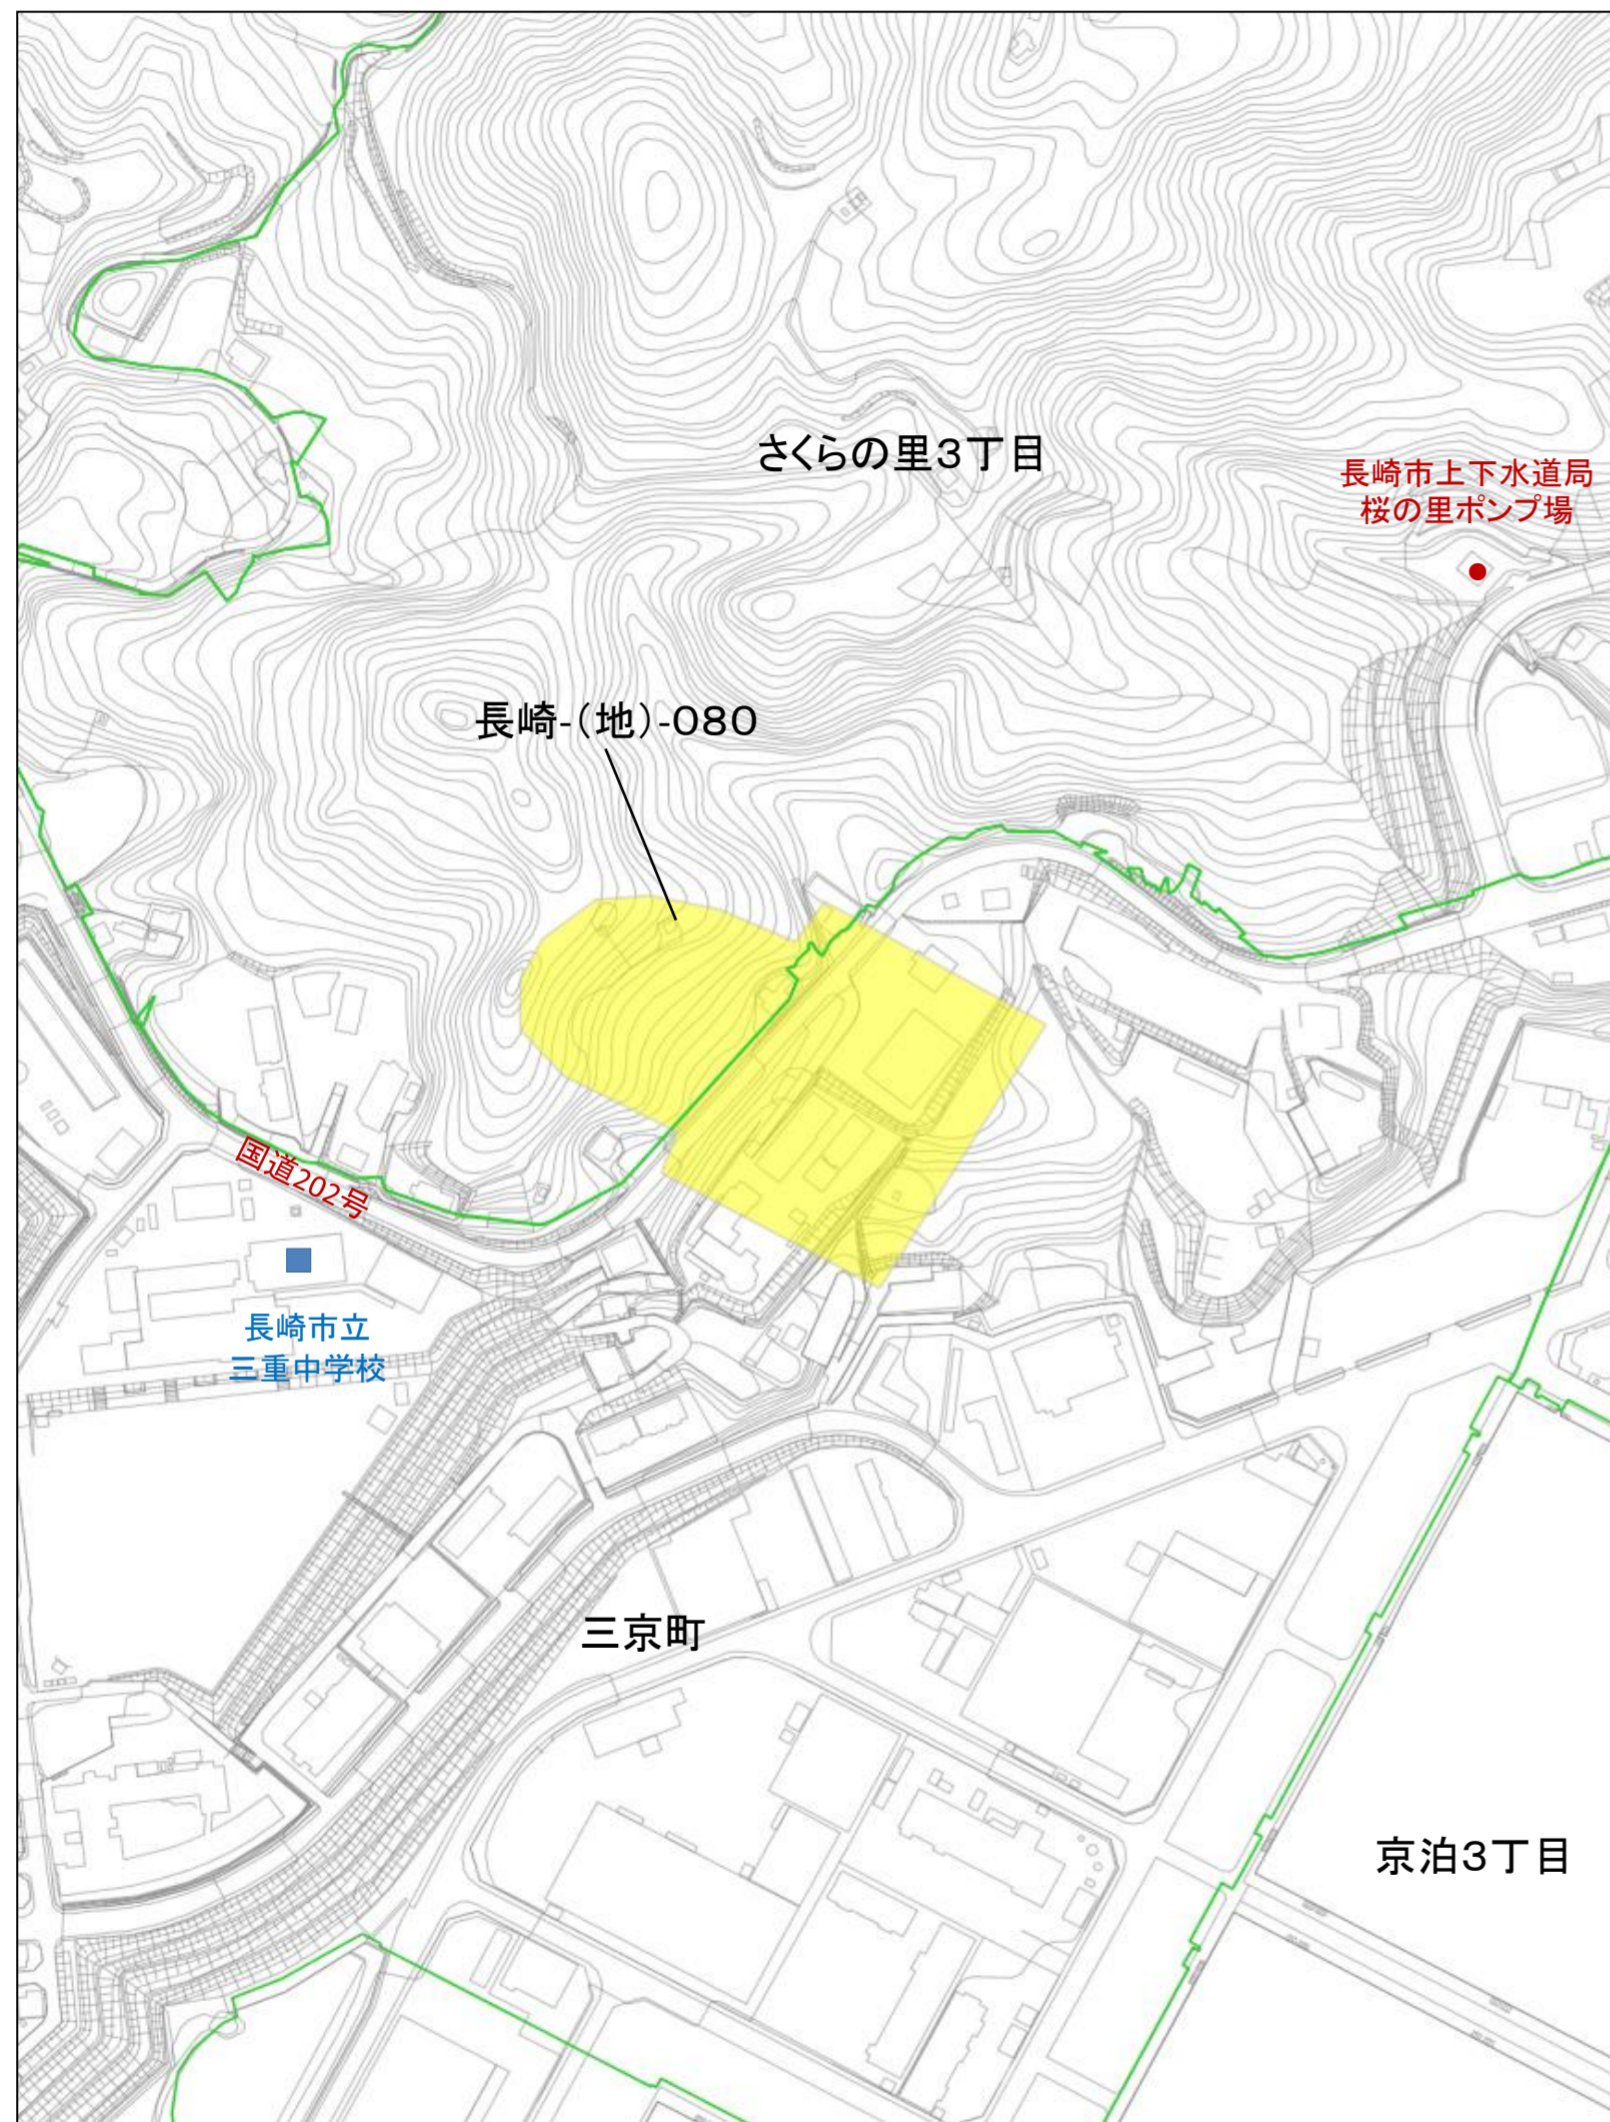 さくらの里3丁目
長崎市上下水道局
桜の里ポンプ場
長崎-(地)-080
国道202号
長崎市立
三重中学校
三京町
京泊3丁目